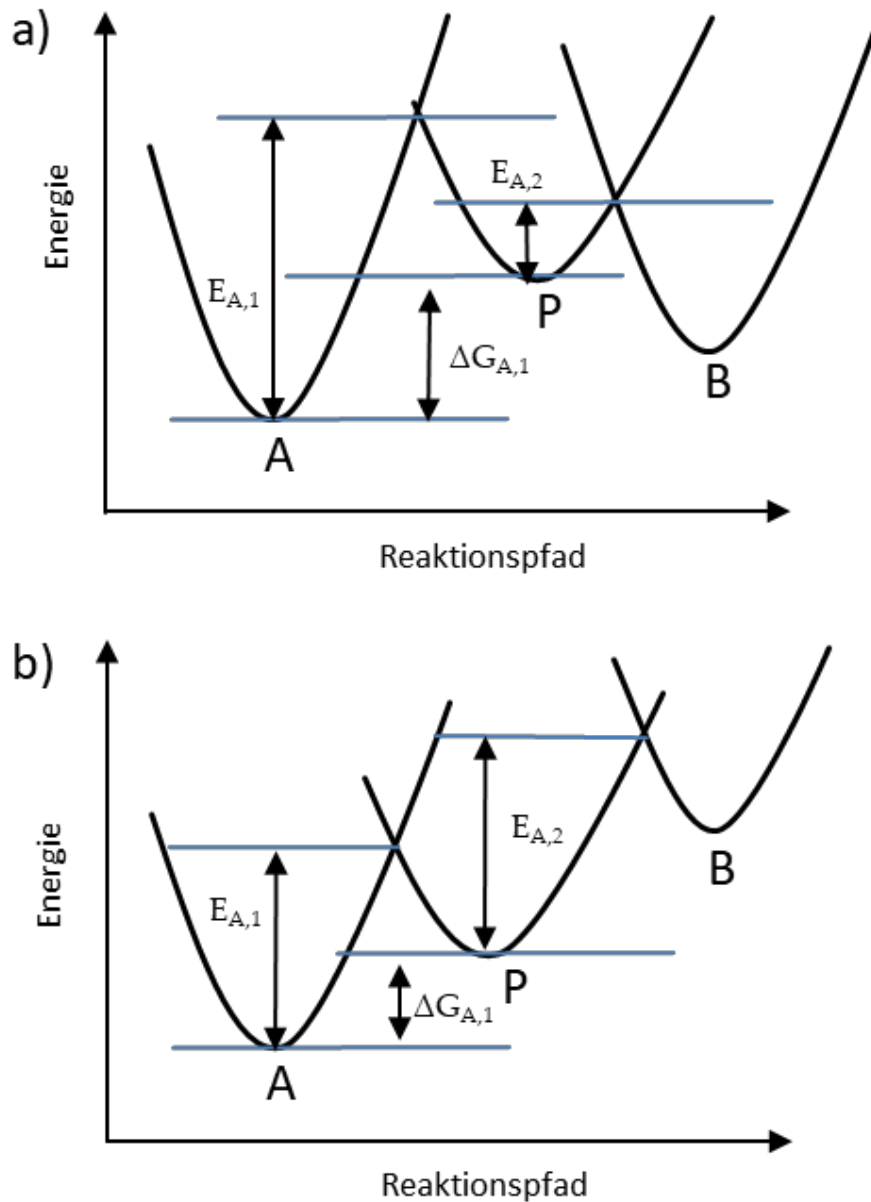 a)
Energie
E_A,1
E_A,2
ΔG_A,1
A
P
B
Reaktionspfad
b)
Energie
E_A,1
E_A,2
ΔG_A,1
A
P
B
Reaktionspfad